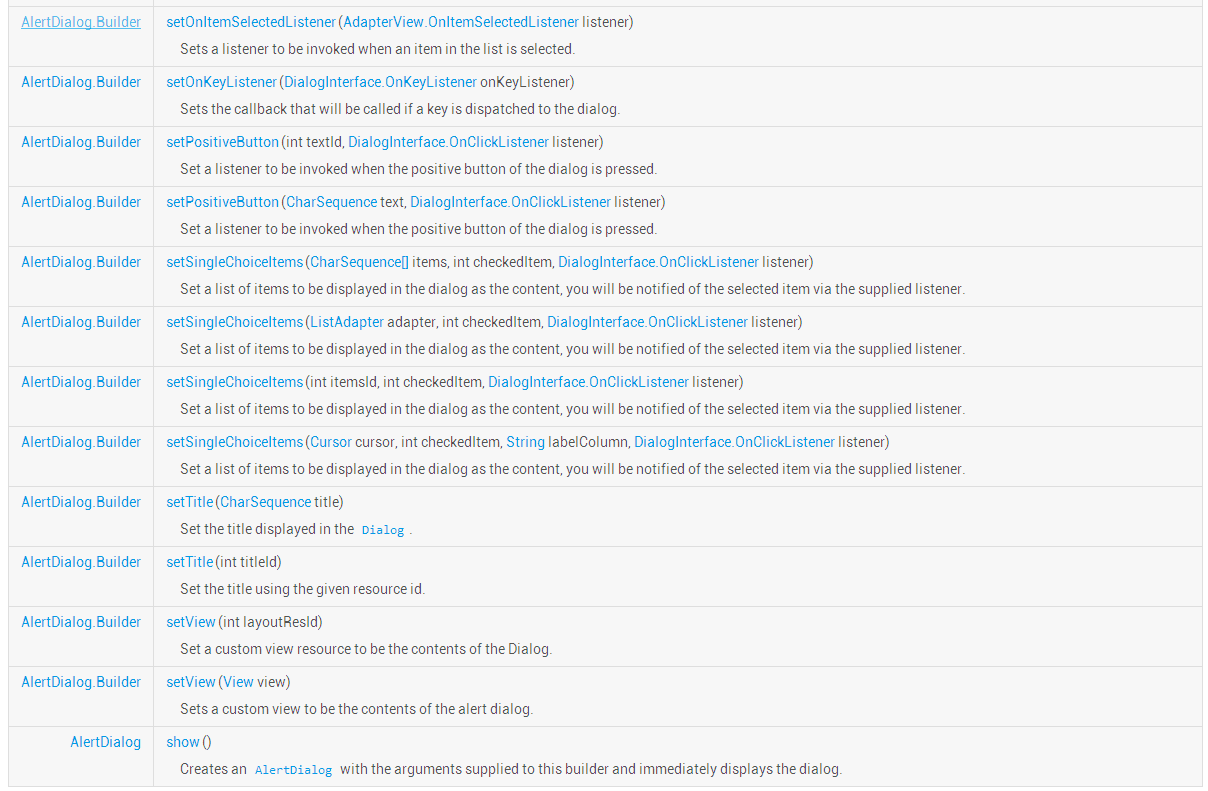 AlertDialog.Builder setOnItemSelectedListener (AdapterView.OnItemSelectedListener listener)
Sets a listener to be invoked when an item in the list is selected.
AlertDialog.Builder setOnKeyListener (DialogInterface.OnKeyListener onKeyListener)
Sets the callback that will be called if a key is dispatched to the dialog.
AlertDialog.Builder setPositiveButton (int textId, DialogInterface.OnClickListener listener)
Set a listener to be invoked when the positive button of the dialog is pressed.
AlertDialog.Builder setPositiveButton (CharSequence text, DialogInterface.OnClickListener listener)
Set a listener to be invoked when the positive button of the dialog is pressed.
AlertDialog.Builder setSingleChoiceItems (CharSequence[] items, int checkedItem, DialogInterface.OnClickListener listener)
Set a list of items to be displayed in the dialog as the content, you will be notified of the selected item via the supplied listener.
AlertDialog.Builder setSingleChoiceItems (ListAdapter adapter, int checkedItem, DialogInterface.OnClickListener listener)
Set a list of items to be displayed in the dialog as the content, you will be notified of the selected item via the supplied listener.
AlertDialog.Builder setSingleChoiceItems (int itemsId, int checkedItem, DialogInterface.OnClickListener listener)
Set a list of items to be displayed in the dialog as the content, you will be notified of the selected item via the supplied listener.
AlertDialog.Builder setSingleChoiceItems (Cursor cursor, int checkedItem, String labelColumn, DialogInterface.OnClickListener listener)
Set a list of items to be displayed in the dialog as the content, you will be notified of the selected item via the supplied listener.
AlertDialog.Builder setTitle (CharSequence title)
Set the title displayed in the Dialog .
AlertDialog.Builder setTitle (int titleId)
Set the title using the given resource id.
AlertDialog.Builder setView (int layoutResId)
Set a custom view resource to be the contents of the Dialog.
AlertDialog.Builder setView (View view)
Sets a custom view to be the contents of the alert dialog.
AlertDialog show ()
Creates an AlertDialog with the arguments supplied to this builder and immediately displays the dialog.